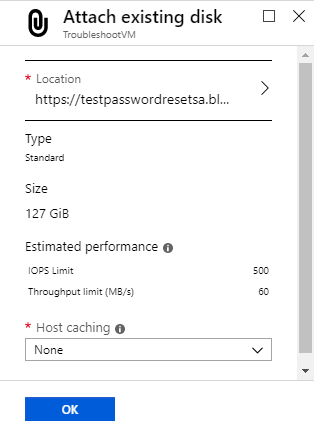 Attach existing disk
TroubleshootVM
* Location
https://testpasswordresetsa.bl...
Type
Standard
Size
127 GiB
Estimated performance
IOPS Limit 500
Throughput limit (MB/s) 60
* Host caching
None
OK